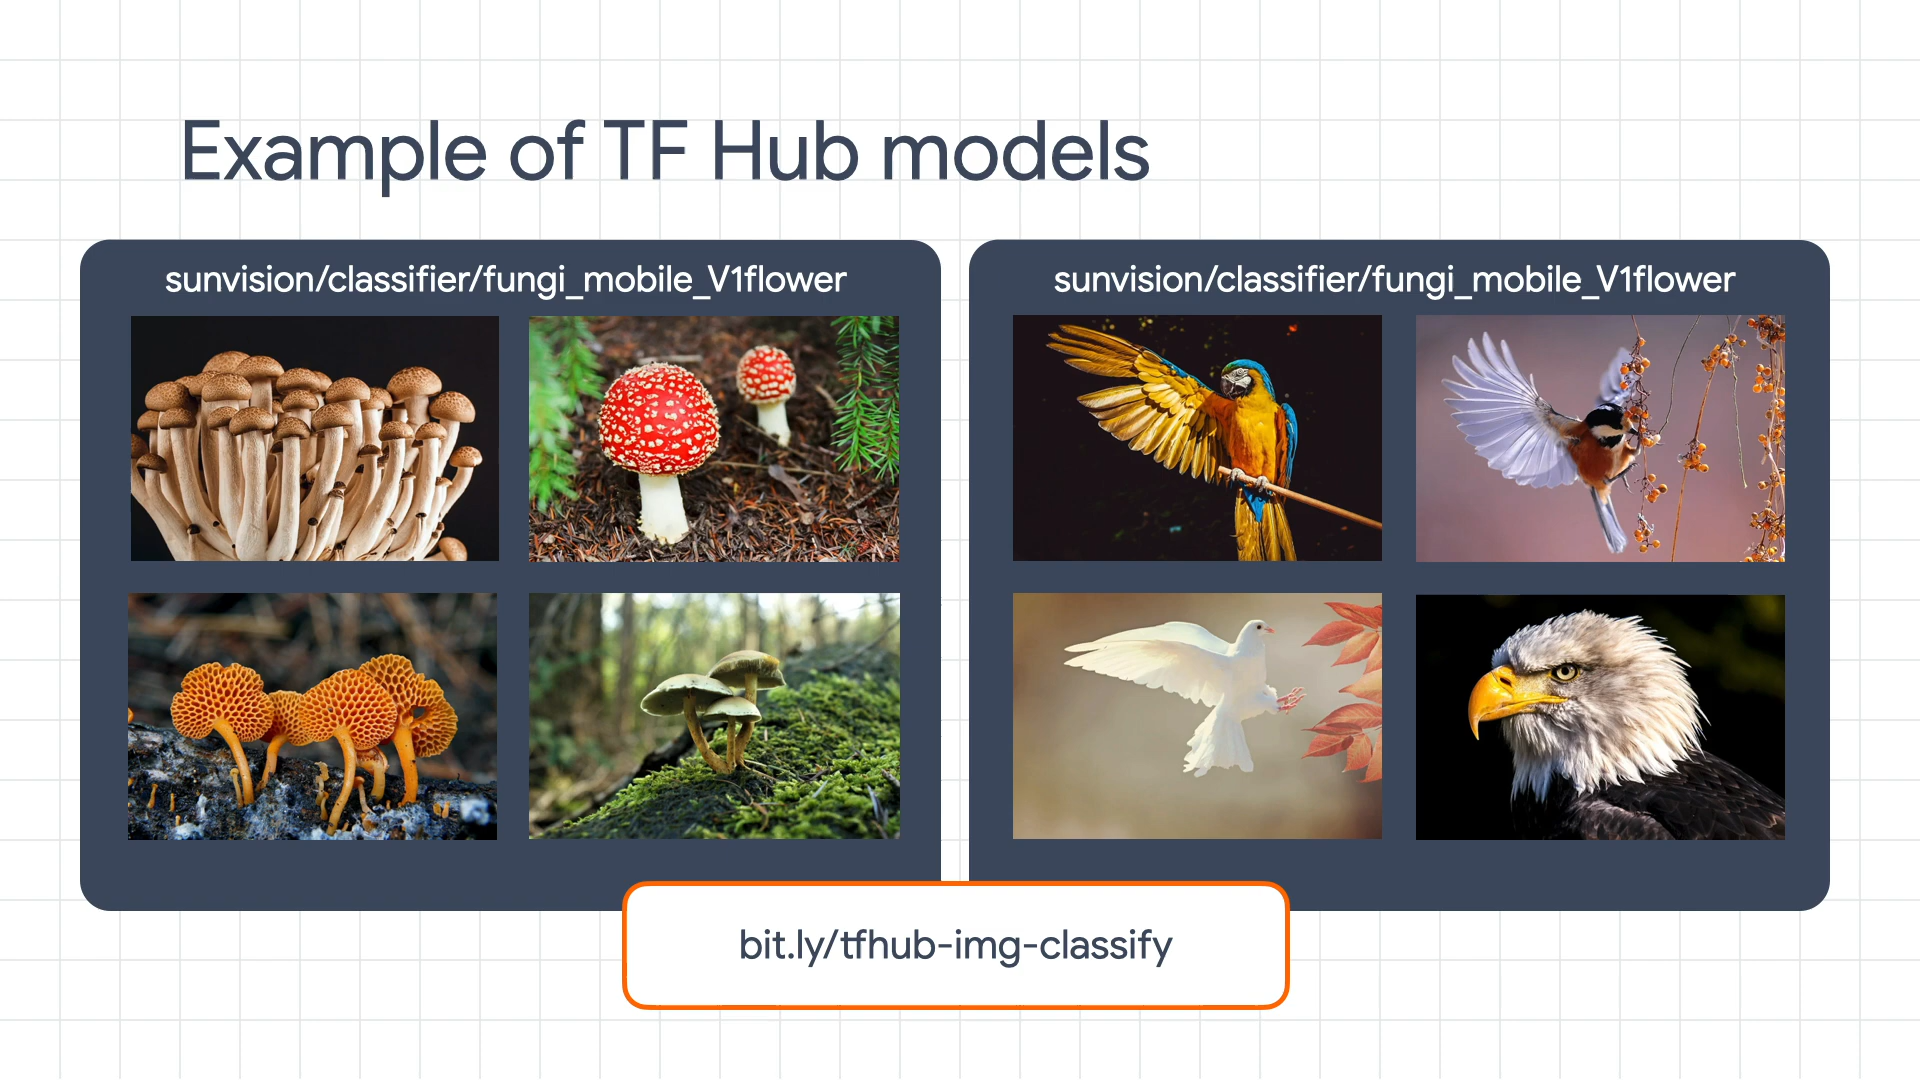 Example of TF Hub models
sunvision/classifier/fungi_mobile_V1flower
sunvision/classifier/fungi_mobile_V1flower
bit.ly/tfhub-img-classify